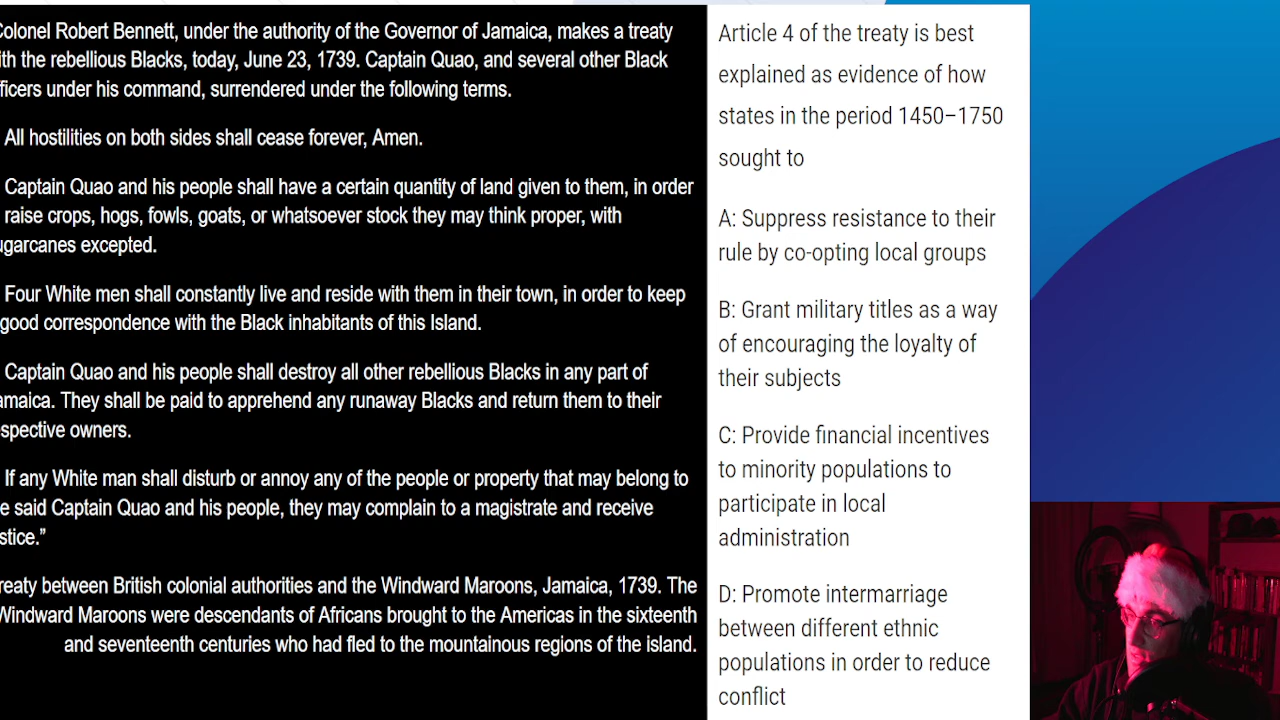 Colonel Robert Bennett, under the authority of the Governor of Jamaica, makes a treaty
with the rebellious Blacks, today, June 23, 1739. Captain Quao, and several other Black
officers under his command, surrendered under the following terms.
All hostilities on both sides shall cease forever, Amen.
Captain Quao and his people shall have a certain quantity of land given to them, in order
raise crops, hogs, fowls, goats, or whatsoever stock they may think proper, with
ugarcanes excepted.
Four White men shall constantly live and reside with them in their town, in order to keep
good correspondence with the Black inhabitants of this Island.
Captain Quao and his people shall destroy all other rebellious Blacks in any part of
amaica. They shall be paid to apprehend any runaway Blacks and return them to their
spective owners.
If any White man shall disturb or annoy any of the people or property that may belong to
e said Captain Quao and his people, they may complain to a magistrate and receive
stice.”
reaty between British colonial authorities and the Windward Maroons, Jamaica, 1739. The
Windward Maroons were descendants of Africans brought to the Americas in the sixteenth
and seventeenth centuries who had fled to the mountainous regions of the island.
Article 4 of the treaty is best
explained as evidence of how
states in the period 1450–1750
sought to
A: Suppress resistance to their
rule by co-opting local groups
B: Grant military titles as a way
of encouraging the loyalty of
their subjects
C: Provide financial incentives
to minority populations to
participate in local
administration
D: Promote intermarriage
between different ethnic
populations in order to reduce
conflict